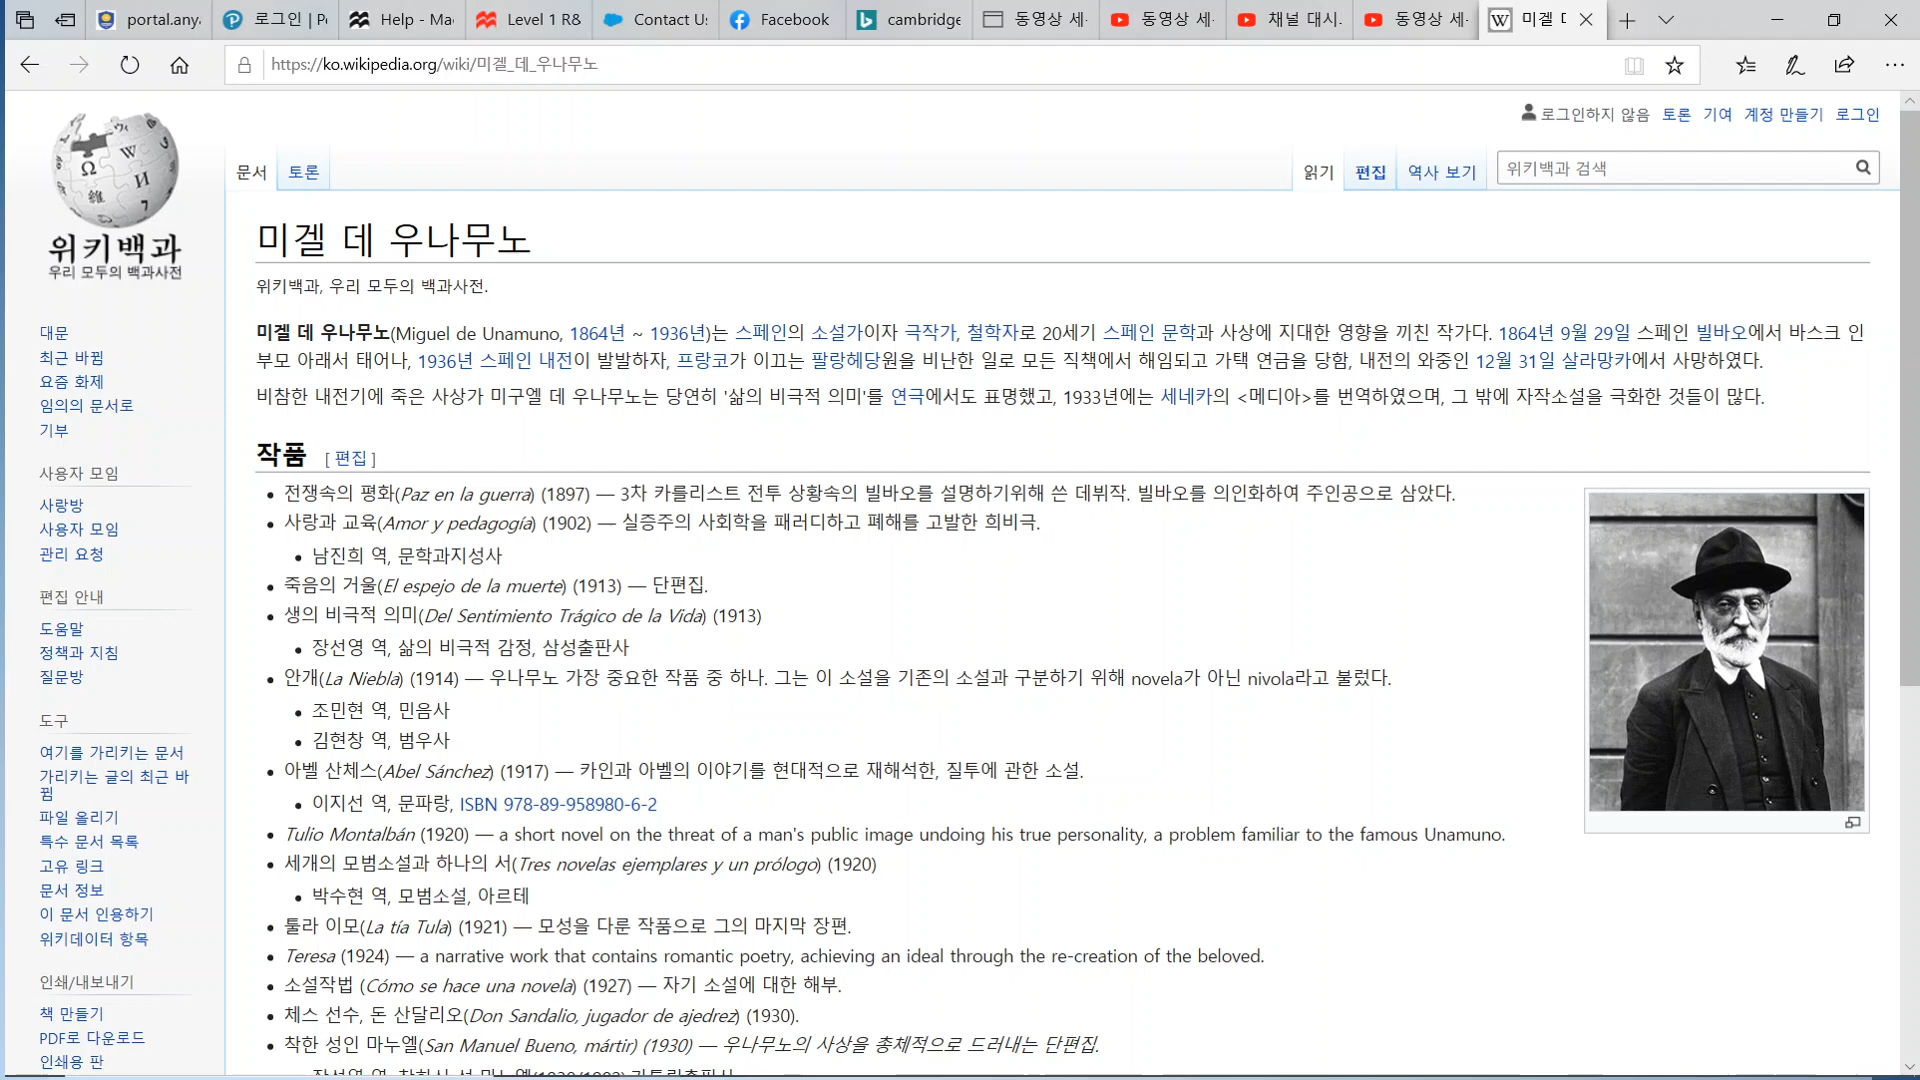 portal.any
로그인 | P
Help - Ma
Level 1 R&
Contact U
Facebook
cambridge
동영상 세
동영상 세
채널 대시
동영상 세
미겔 데
https://ko.wikipedia.org/wiki/미겔_데_우나무노
로그인하지 않음 토론 기여 계정 만들기 로그인
문서 토론 읽기 편집 역사 보기 위키백과 검색
위키백과
우리 모두의 백과사전
대문
최근 바뀜
요즘 화제
임의의 문서로
기부
사용자 모임
사랑방
사용자 모임
관리 요청
편집 안내
도움말
정책과 지침
질문방
도구
여기를 가리키는 문서
가리키는 글의 최근 바
뀜
파일 올리기
특수 문서 목록
고유 링크
문서 정보
이 문서 인용하기
위키데이터 항목
인쇄/내보내기
책 만들기
PDF로 다운로드
인쇄용 판
미겔 데 우나무노
위키백과, 우리 모두의 백과사전.
미겔 데 우나무노(Miguel de Unamuno, 1864년 ~ 1936년)는 스페인의 소설가이자 극작가, 철학자로 20세기 스페인 문학과 사상에 지대한 영향을 끼친 작가다. 1864년 9월 29일 스페인 빌바오에서 바스크 인
부모 아래서 태어나, 1936년 스페인 내전이 발발하자, 프랑코가 이끄는 팔랑헤당원을 비난한 일로 모든 직책에서 해임되고 가택 연금을 당함, 내전의 와중인 12월 31일 살라망카에서 사망하였다.
비참한 내전기에 죽은 사상가 미구엘 데 우나무노는 당연히 '삶의 비극적 의미'를 연극에서도 표명했고, 1933년에는 세네카의 <메디아>를 번역하였으며, 그 밖에 자작소설을 극화한 것들이 많다.
작품 [ 편집 ]
전쟁속의 평화(Paz en la guerra) (1897) — 3차 카를리스트 전투 상황속의 빌바오를 설명하기위해 쓴 데뷔작. 빌바오를 의인화하여 주인공으로 삼았다.
사랑과 교육(Amor y pedagogía) (1902) — 실증주의 사회학을 패러디하고 폐해를 고발한 희비극.
남진희 역, 문학과지성사
죽음의 거울(El espejo de la muerte) (1913) — 단편집.
생의 비극적 의미(Del Sentimiento Trágico de la Vida) (1913)
장선영 역, 삶의 비극적 감정, 삼성출판사
안개(La Niebla) (1914) — 우나무노 가장 중요한 작품 중 하나. 그는 이 소설을 기존의 소설과 구분하기 위해 novela가 아닌 nivola라고 불렀다.
조민현 역, 민음사
김현창 역, 범우사
아벨 산체스(Abel Sánchez) (1917) — 카인과 아벨의 이야기를 현대적으로 재해석한, 질투에 관한 소설.
이지선 역, 문파랑, ISBN 978-89-958980-6-2
Tulio Montalbán (1920) — a short novel on the threat of a man's public image undoing his true personality, a problem familiar to the famous Unamuno.
세개의 모범소설과 하나의 서(Tres novelas ejemplares y un prólogo) (1920)
박수현 역, 모범소설, 아르테
툴라 이모(La tía Tula) (1921) — 모성을 다룬 작품으로 그의 마지막 장편.
Teresa (1924) — a narrative work that contains romantic poetry, achieving an ideal through the re-creation of the beloved.
소설작법 (Cómo se hace una novela) (1927) — 자기 소설에 대한 해부.
체스 선수, 돈 산달리오(Don Sandalio, jugador de ajedrez) (1930).
착한 성인 마누엘(San Manuel Bueno, mártir) (1930) — 우나무노의 사상을 총체적으로 드러내는 단편집.